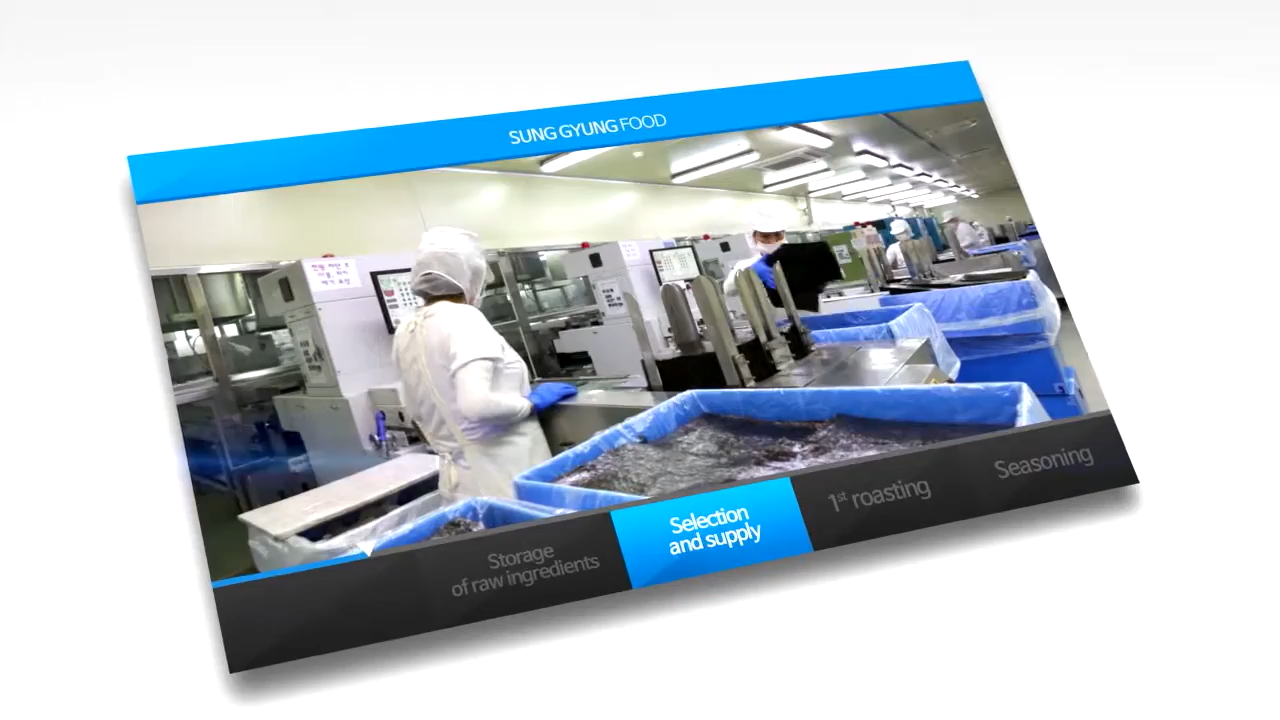 SUNG GYUNG FOOD
Storage
of raw ingredients
Selection
and supply
1st roasting
Seasoning